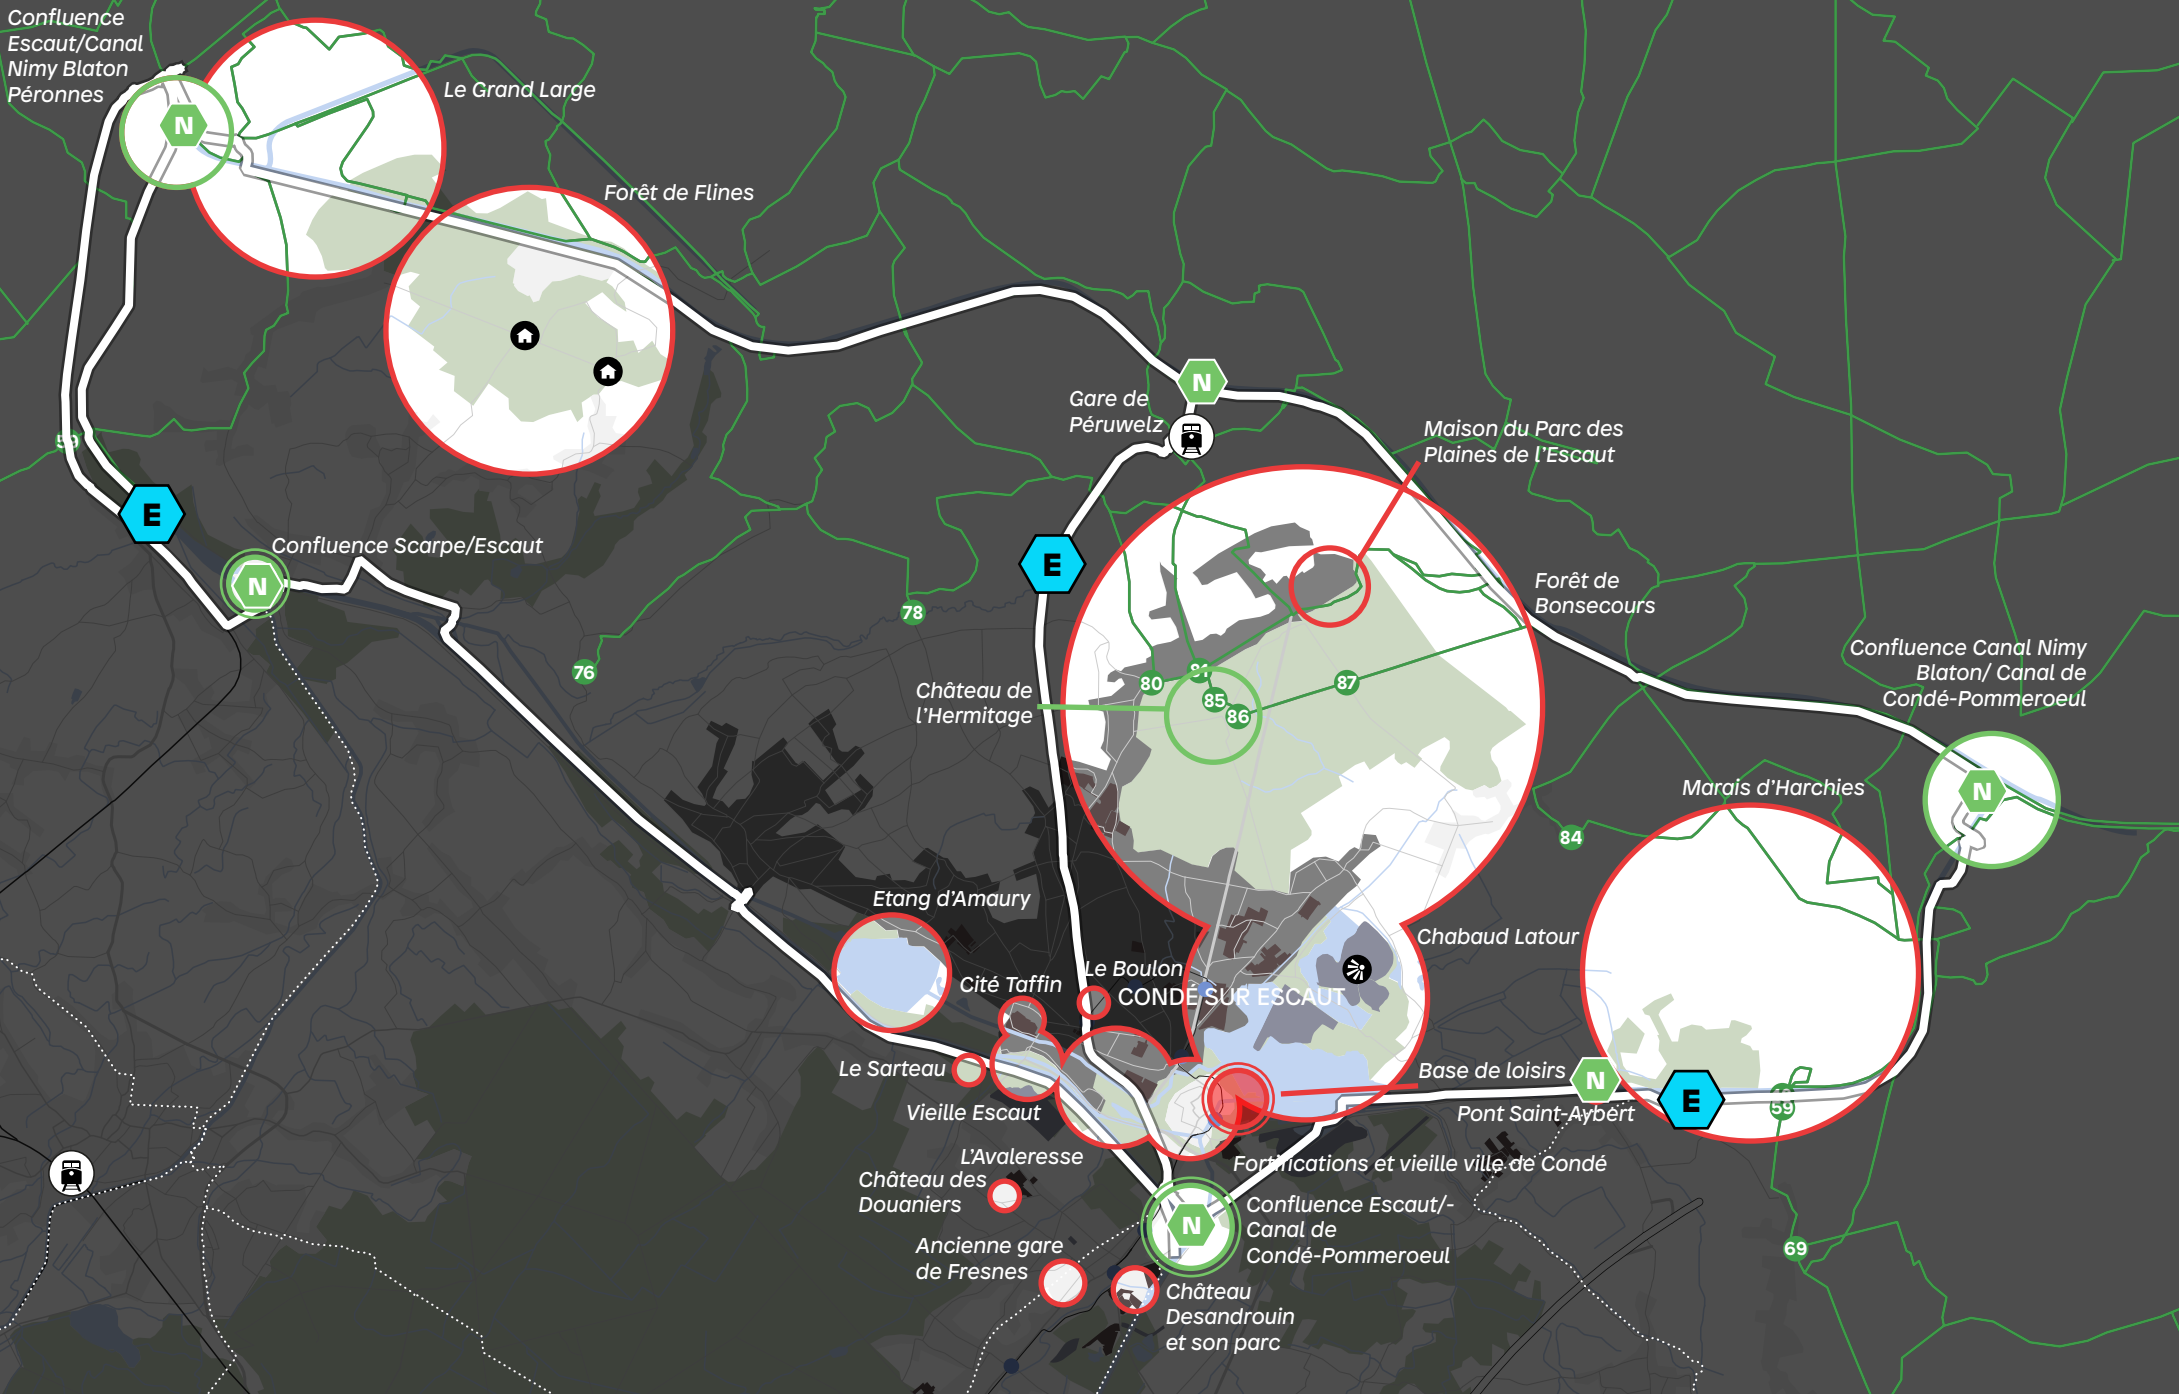 Confluence
Escaut/Canal
Nimy Blaton
Péronnes
N
Le Grand Large
Forêt de Flines
N
Gare de
Péruwelz
Maison du Parc des
Plaines de l'Escaut
59
E
Confluence Scarpe/Escaut
N
E
Forêt de
Bonsecours
78
76
80
81
85
86
87
Château de
l'Hermitage
Confluence Canal Nimy
Blaton/ Canal de
Condé-Pommeroeul
N
Marais d'Harchies
84
Etang d'Amaury
Chabaud Latour
Le Boulon
Cité Taffin
CONDÉ SUR ESCAUT
Le Sarteau
Base de loisirs
N
E
59
Vieille Escaut
Pont Saint-Aybert
L'Avaleresse
Fortifications et vieille ville de Condé
Château des
Douaniers
N
Confluence Escaut/-
Canal de
Condé-Pommeroeul
69
Ancienne gare
de Fresnes
Château
Desandrouin
et son parc